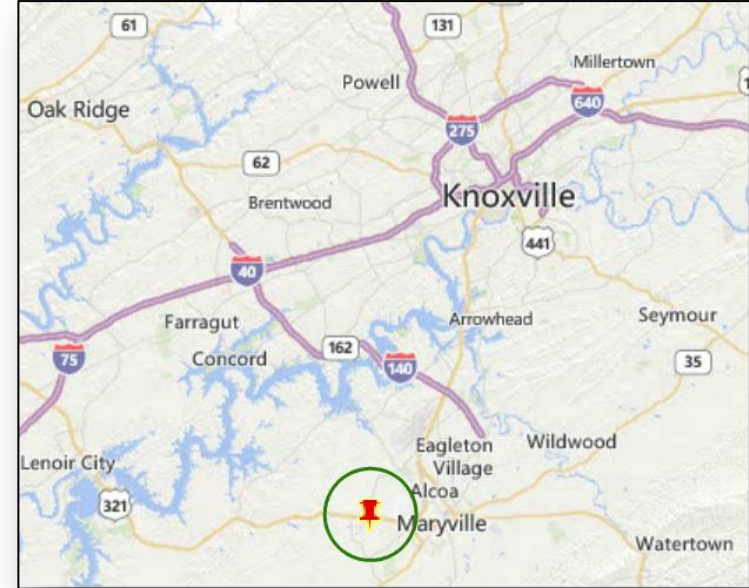 61
131
Millertown
Powell
640
1
Oak Ridge
275
62
Knoxville
Brentwood
441
40
Farragut
Arrowhead
Seymour
162
Concord
75
140
35
Eagleton
Village
Wildwood
Lenoir City
Alcoa
321
Maryville
Watertown